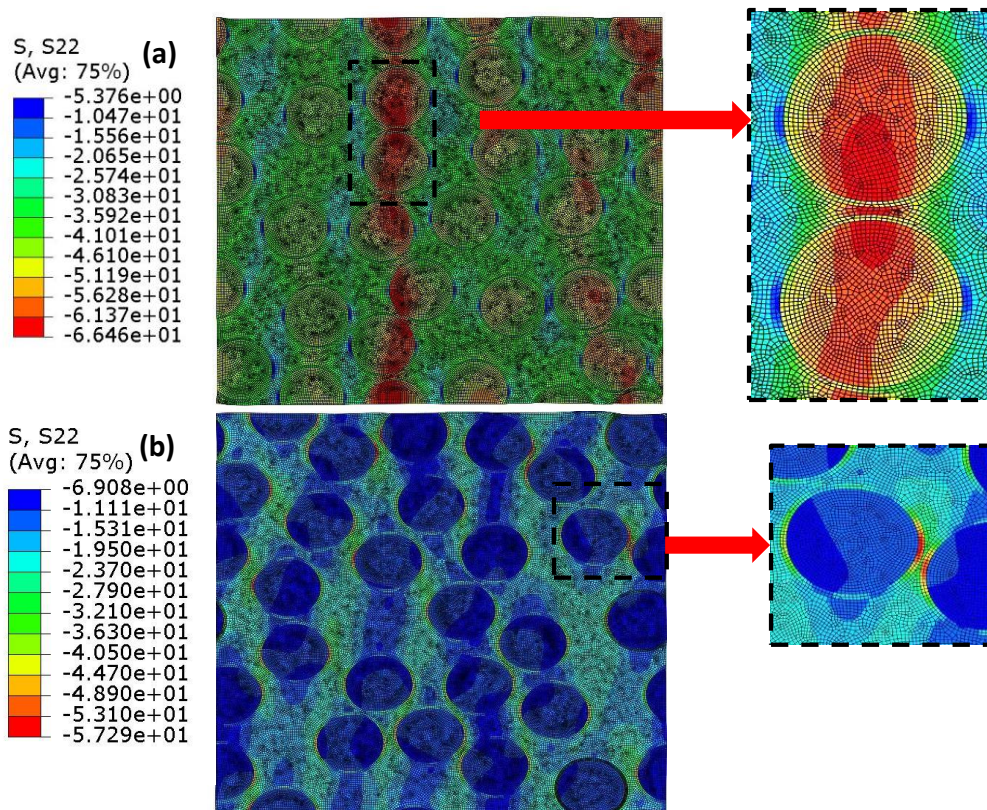 S, S22
(a)
(Avg: 75%)
-5.376e+00
-1.047e+01
-1.556e+01
-2.065e+01
-2.574e+01
-3.083e+01
-3.592e+01
-4.101e+01
-4.610e+01
-5.119e+01
-5.628e+01
-6.137e+01
-6.646e+01
S, S22
(b)
(Avg: 75%)
-6.908e+00
-1.111e+01
-1.531e+01
-1.950e+01
-2.370e+01
-2.790e+01
-3.210e+01
-3.630e+01
-4.050e+01
-4.470e+01
-4.890e+01
-5.310e+01
-5.729e+01